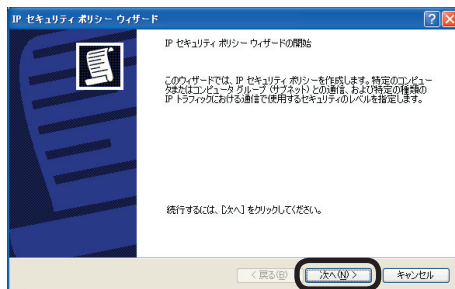 IP セキュリティ ポリシー ウィザード
IP セキュリティ ポリシー ウィザードの開始
このウィザードでは、IP セキュリティ ポリシーを作成します。特定のコンピュー
タまたはコンピュータ グループ (サブネット) との通信、および特定の種類の
IP トラフィックにおける通信で使用するセキュリティのレベルを指定します。
続行するには、[次へ] をクリックしてください。
< 戻る(B)
次へ(N) >
キャンセル